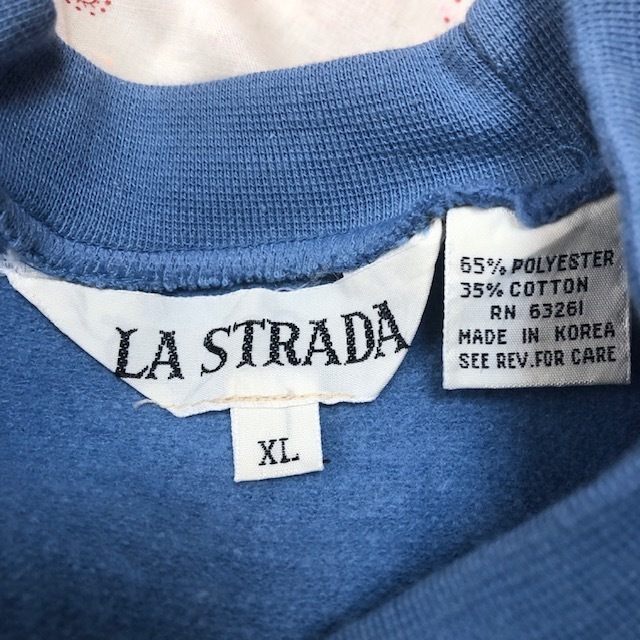 LA STRADA
XL
65% POLYESTER
35% COTTON
RN 63261
MADE IN KOREA
SEE REV.FOR CARE